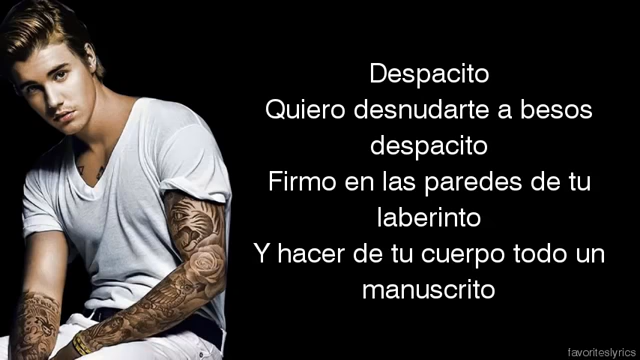 Despacito
Quiero desnudarte a besos
despacito
Firmo en las paredes de tu
laberinto
Y hacer de tu cuerpo todo un
manuscrito
favoriteslyrics